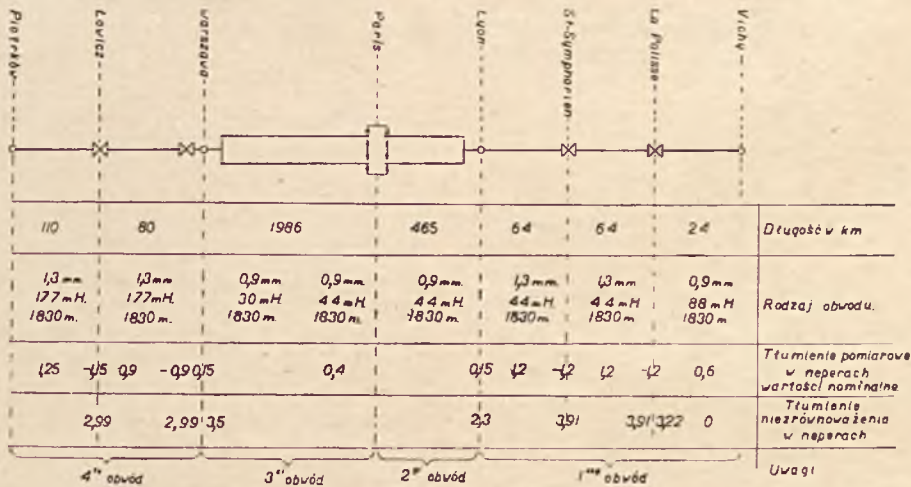 Piotrków
Łowicz
Warszawa
Paris
Lyon
St-Symphorien
La Palisse
Vichy
110 80 1986 465 64 64 24 Długość w km
1,3 mm. 1,3 mm. 0,9 mm. 0,9 mm. 0,9 mm. 1,3 mm. 1,3 mm. 0,9 mm
177 mH. 177 mH. 30 mH. 44 mH. 44 mH. 44 mH. 44 mH. 88 mH
1830 m. 1830 m. 1830 m. 1830 m. 1830 m. 1830 m. 1830 m 1830 m
Rodzaj obwodu.
1,25 -1,15 0,9 -0,9 0,15 0,4 0,15 1,2 -1,2 1,2 -1,2 0,6
Tłumienie pomiarowe
w neperach
wartości nominalne
2,99 2,99 3,5 2,3 3,91 3,91 3,22 0
Tłumienie
niezrównoważenia
w neperach
4 obwód 3 obwód 2 obwód 1 obwód Uwagi